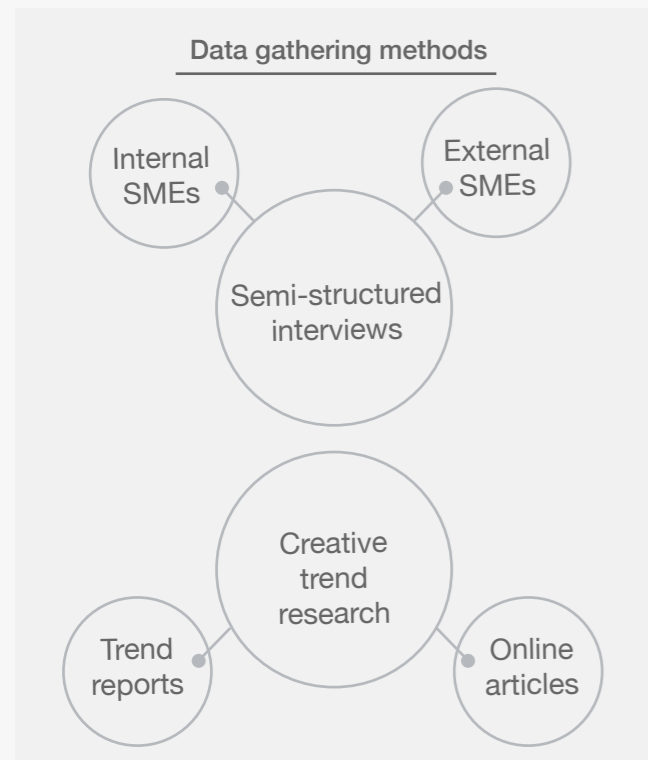 Data gathering methods
Internal
SMEs
External
SMEs
Semi-structured
interviews
Creative
trend
research
Trend
reports
Online
articles